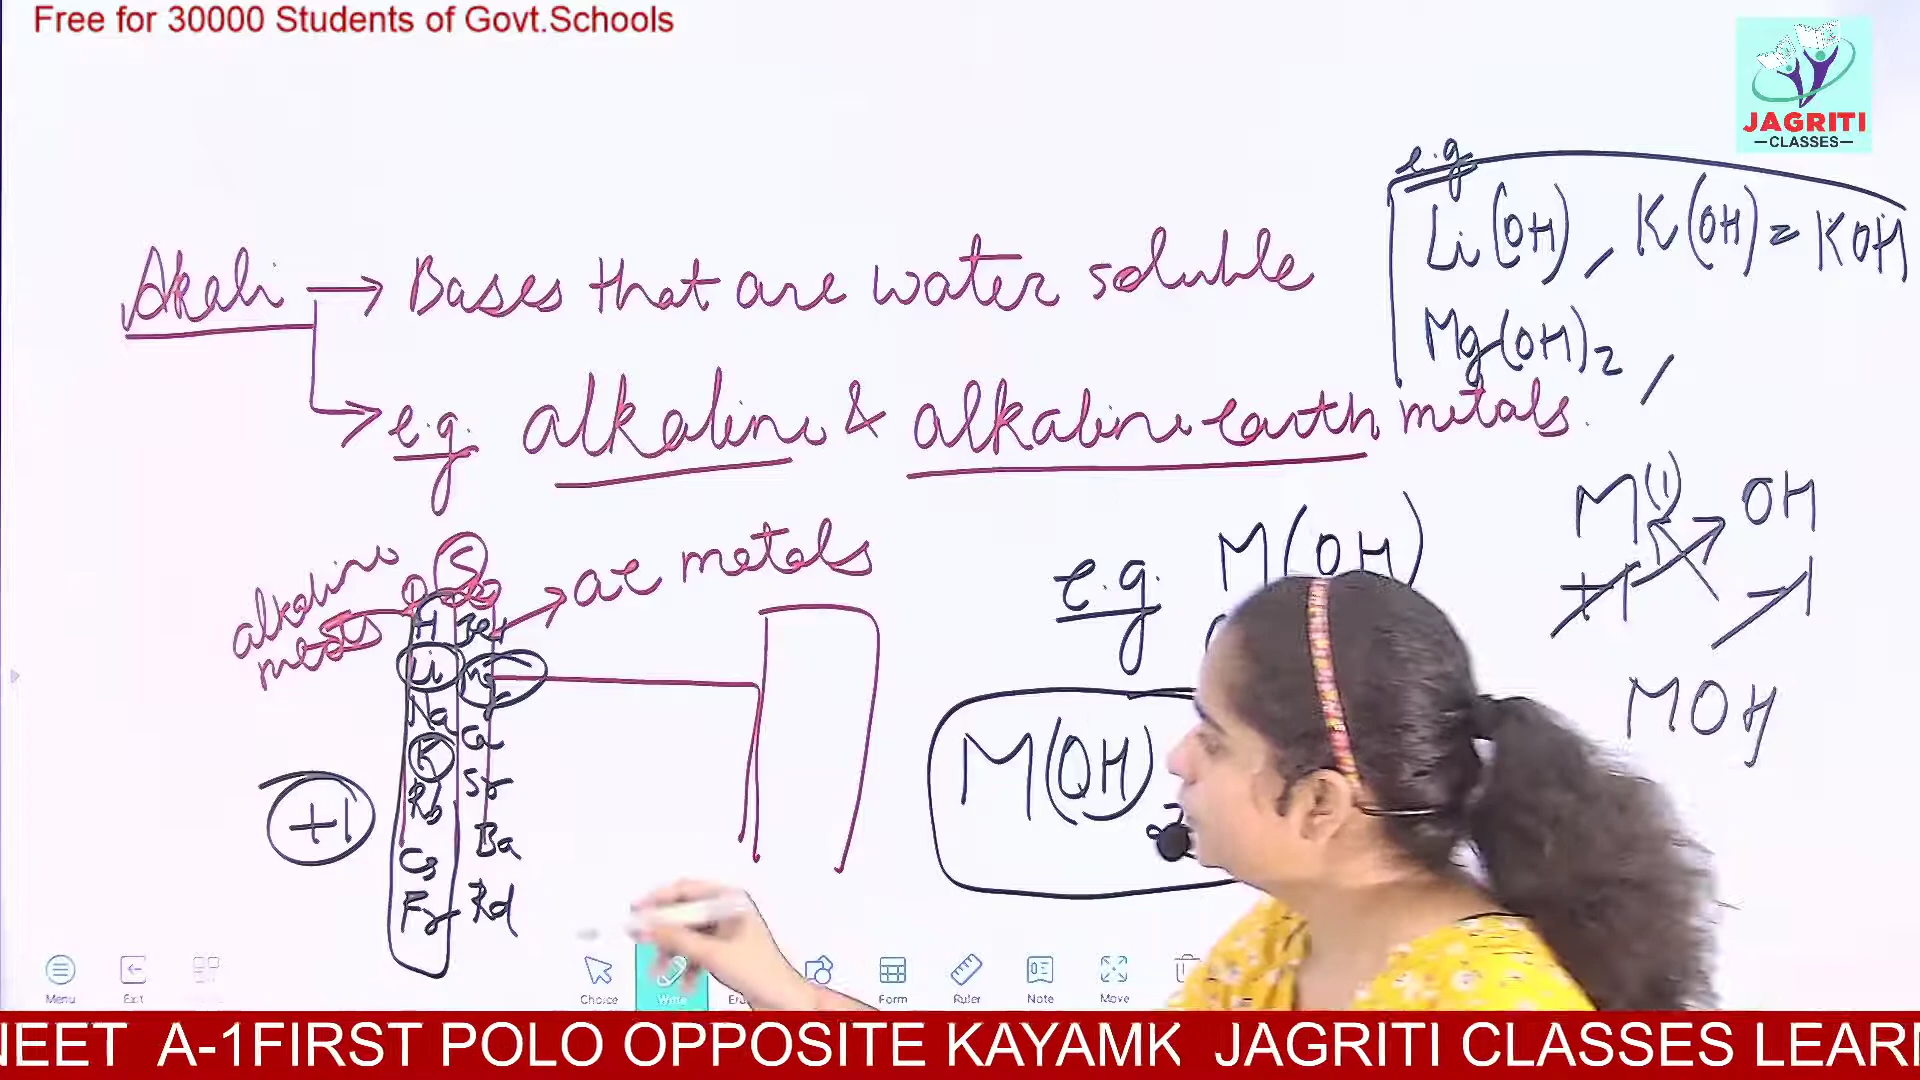 Free for 30000 Students of Govt.Schools
JAGRITI
CLASSES
e.g
Li(OH), K(OH) = KOH
Mg(OH)2,
Akali → Bases that are water soluble
e.g. alkaline & alkaline earth metals.
alkaline metals
S
ae metals
H Be
Li Mg
Na Ca
K Sr
Rb Ba
Cs Rd
Fr
+1
e.g. M(OH)
M(OH)
M(1) OH
+1 -1
MOH
Menu Exit Choice Write Form Ruler Note Move
NEET A-1FIRST POLO OPPOSITE KAYAMK JAGRITI CLASSES LEARN